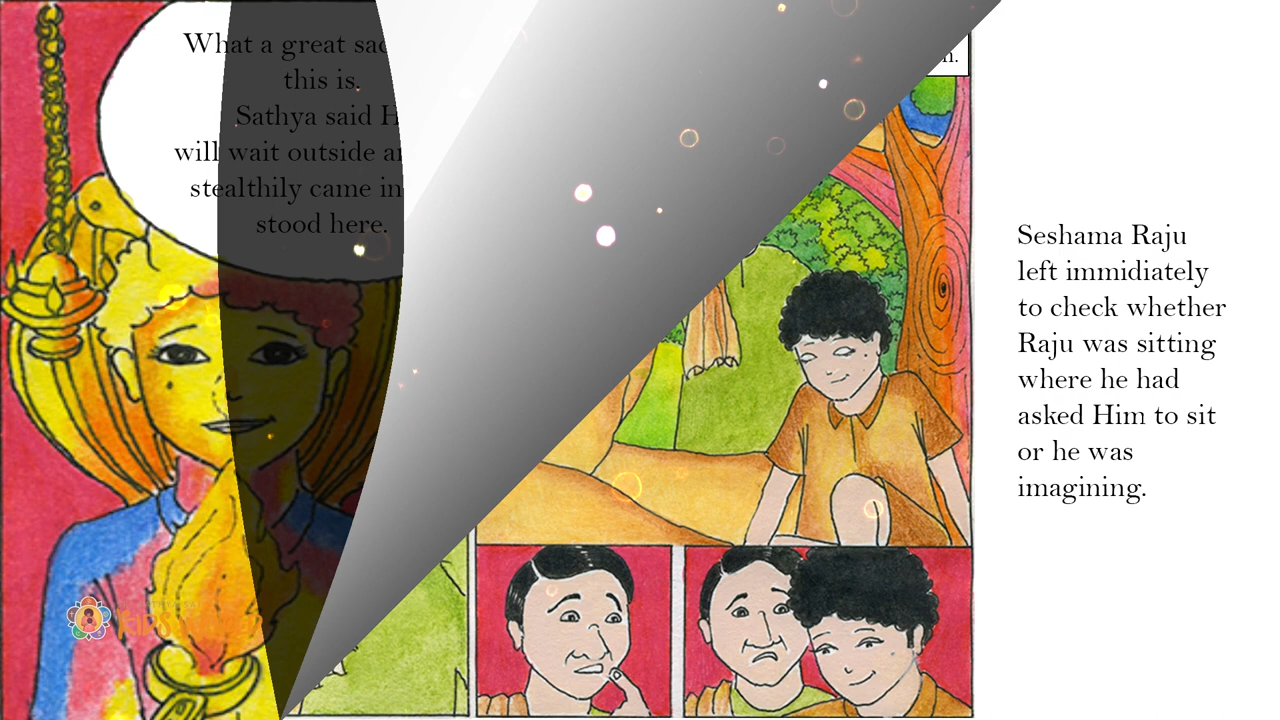 What a great
this is.
Sathya said
will wait outside
stealthily came in
stood here.
Seshama Raju
left immidiately
to check whether
Raju was sitting
where he had
asked Him to sit
or he was
imagining.